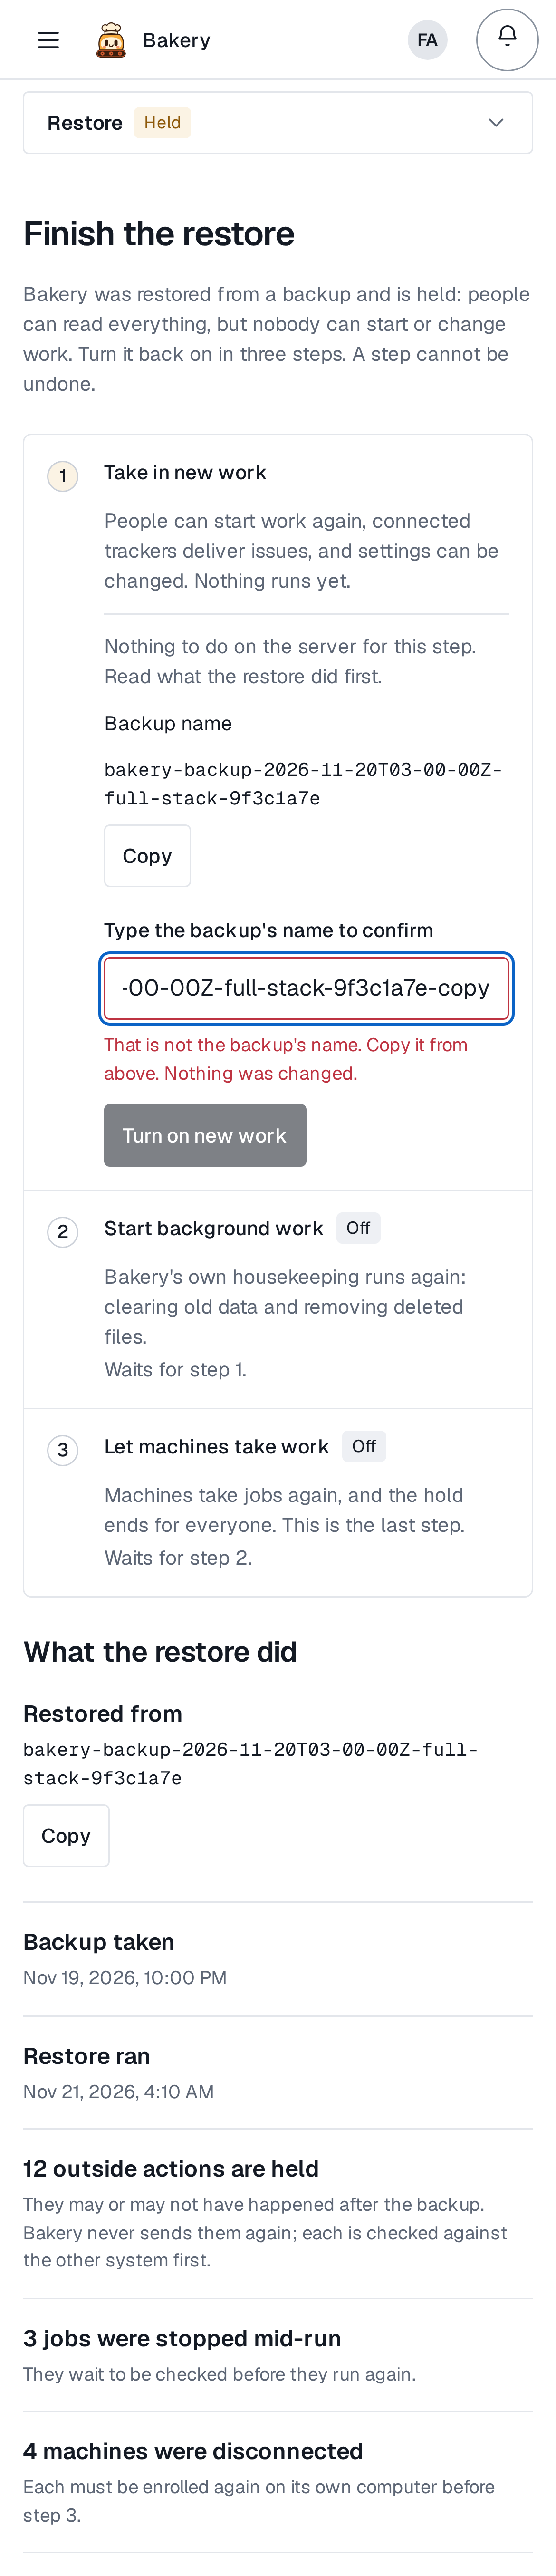 Bakery
FA
Restore
Held
Finish the restore
Bakery was restored from a backup and is held: people
can read everything, but nobody can start or change
work. Turn it back on in three steps. A step cannot be
undone.
1
Take in new work
People can start work again, connected
trackers deliver issues, and settings can be
changed. Nothing runs yet.
Nothing to do on the server for this step.
Read what the restore did first.
Backup name
bakery-backup-2026-11-20T03-00-00Z-
full-stack-9f3c1a7e
Copy
Type the backup's name to confirm
-00-00Z-full-stack-9f3c1a7e-copy
That is not the backup's name. Copy it from
above. Nothing was changed.
Turn on new work
2
Start background work
Off
Bakery's own housekeeping runs again:
clearing old data and removing deleted
files.
Waits for step 1.
3
Let machines take work
Off
Machines take jobs again, and the hold
ends for everyone. This is the last step.
Waits for step 2.
What the restore did
Restored from
bakery-backup-2026-11-20T03-00-00Z-full-
stack-9f3c1a7e
Copy
Backup taken
Nov 19, 2026, 10:00 PM
Restore ran
Nov 21, 2026, 4:10 AM
12 outside actions are held
They may or may not have happened after the backup.
Bakery never sends them again; each is checked against
the other system first.
3 jobs were stopped mid-run
They wait to be checked before they run again.
4 machines were disconnected
Each must be enrolled again on its own computer before
step 3.